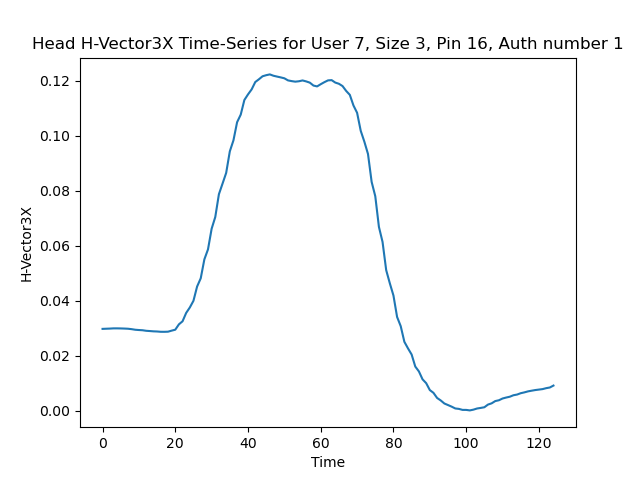 Head H-Vector3X Time-Series for User 7, Size 3, Pin 16, Auth number 1
0.12
0.10
0.08
0.06
0.04
0.02
0.00
H-Vector3X
0 20 40 60 80 100 120
Time